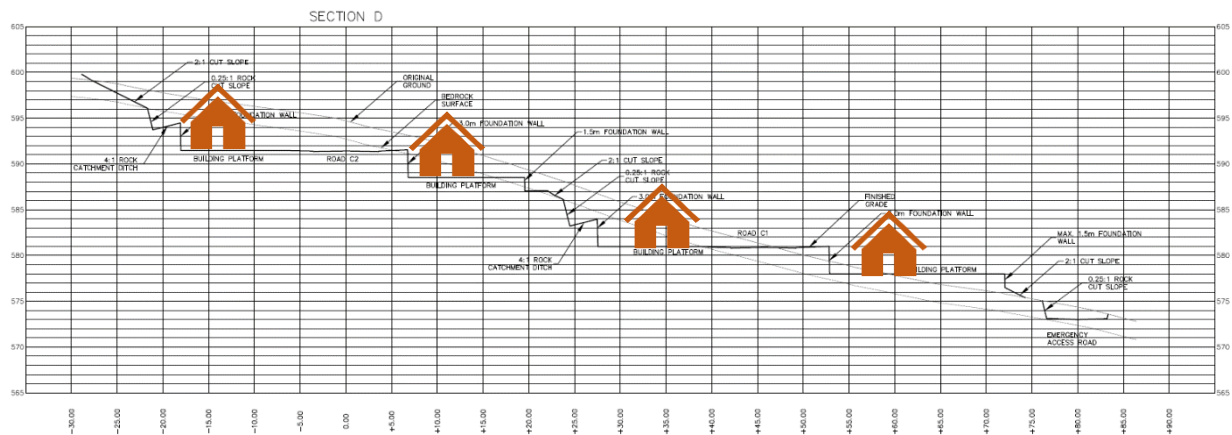 SECTION D
605
605
2:1 CUT SLOPE
0.25:1 ROCK
CUT SLOPE
ORIGINAL
GROUND
600
600
BEDROCK
SURFACE
FOUNDATION WALL
3.0m FOUNDATION WALL
1.5m FOUNDATION WALL
595
595
4:1 ROCK
CATCHMENT DITCH
BUILDING PLATFORM
ROAD C2
2:1 CUT SLOPE
0.25:1 ROCK
CUT SLOPE
590
590
BUILDING PLATFORM
FOUNDATION WALL
FINISHED
GRADE
FOUNDATION WALL
585
585
4:1 ROCK
CATCHMENT DITCH
BUILDING PLATFORM
ROAD C1
MAX. 1.5m FOUNDATION
WALL
580
580
PLATFORM
2:1 CUT SLOPE
0.25:1 ROCK
CUT SLOPE
575
575
EMERGENCY
ACCESS ROAD
570
570
565
565
-30.00
-25.00
-20.00
-15.00
-10.00
-5.00
0.00
+5.00
+10.00
+15.00
+20.00
+25.00
+30.00
+35.00
+40.00
+45.00
+50.00
+55.00
+60.00
+65.00
+70.00
+75.00
+80.00
+85.00
+90.00